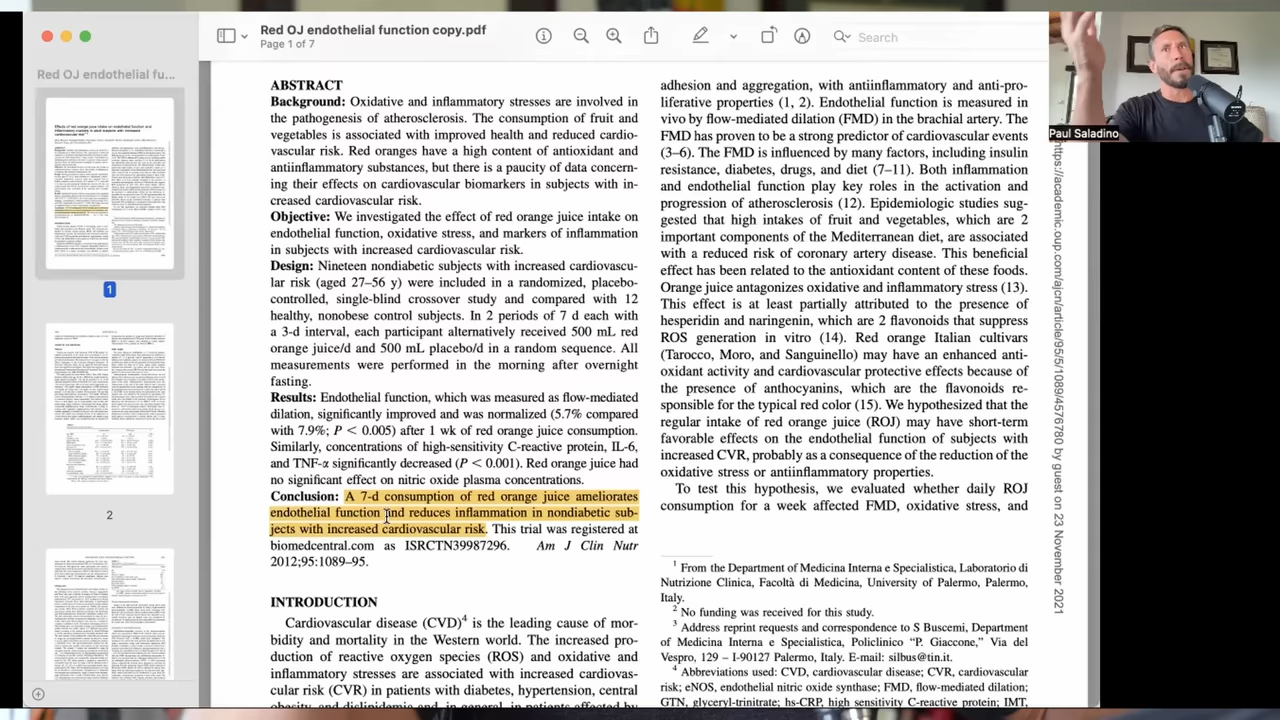 Red OJ endothelial function copy.pdf
Page 1 of 7
Search
Red OJ endothelial fu...
1
2
Paul Saladino
ABSTRACT
Background: Oxidative and inflammatory stresses are involved in
the pathogenesis of atherosclerosis. The consumption of fruit and
vegetables is associated with improved health and reduced cardio-
vascular risk. Red oranges have a high content of antioxidant and
antiinflammatory substances, but there is a paucity of data concern-
ing their effects on cardiovascular biomarkers in subjects with in-
creased cardiovascular risk.
Objective: We investigated the effect of red orange juice intake on
endothelial function, oxidative stress, and markers of inflammation
in subjects with increased cardiovascular risk.
Design: Nineteen nondiabetic subjects with increased cardiovascu-
lar risk (aged 27–56 y) were included in a randomized, placebo-
controlled, single-blind crossover study and compared with 12
healthy, nonobese control subjects. In 2 periods of 7 d each with
a 3-d interval, each participant alternatively received 500 mL red
orange juice/d and 500 mL placebo/d in a random sequence. All
measurements were performed in the morning after overnight
fasting.
Results: Endothelial function, which was measured as flow-mediated
dilation, significantly improved and was normalized (5.7% compared
with 7.9%; P < 0.005) after 1 wk of red orange juice consumption.
Similarly, concentrations of high-sensitivity C-reactive protein, IL-6,
and TNF-α significantly decreased (P < 0.001). Red orange juice had
no significant effect on nitric oxide plasma concentrations.
Conclusion: A 7-d consumption of red orange juice ameliorates
endothelial function and reduces inflammation in nondiabetic sub-
jects with increased cardiovascular risk. This trial was registered at
biomedcentral.com as ISRCTN39987296. Am J Clin Nutr
2012;95:1089–95.
INTRODUCTION
Cardiovascular disease (CVD)4 is the leading cause of mor-
bidity and mortality in Western world. Because increased pro-
duction of reactive oxygen species (ROS) oxidative and
inflammatory stresses are associated with increased cardiovas-
cular risk (CVR) in patients with diabetes, hypertension, central
obesity, and dislipidemia and, in general, in patients affected by
adhesion and aggregation, with antiinflammatory and anti-pro-
liferative properties (1, 2). Endothelial function is measured in
vivo by flow-mediated dilation (FMD) in the brachial artery. The
FMD has proven to be a good predictor of cardiovascular events
(3–6). The FMD is influenced by many factors, including insulin
resistance, diabetes, drugs, and diet (7–11). Both inflammation
and endothelial function play key roles in the activation and
progression of atherosclerosis (12). Epidemiologic studies sug-
gested that high intakes of fruit and vegetables, which are 2
important components of the Mediterranean diet, are associated
with a reduced risk of coronary artery disease. This beneficial
effect has been related to the antioxidant content of these foods.
Orange juice antagonizes oxidative and inflammatory stress (13).
This effect is at least partially attributed to the presence of
hesperidin and naringenin, which are 2 flavonoids that suppress
ROS generation in vitro (14). Red orange Italian cultivars
(Tarocco, Moro, and Sanguinello) may have an enhanced anti-
oxidant activity and cardiovascular protective effects because of
the presence of anthocyanins, which are the flavonoids re-
sponsible for the typical red color (15). We hypothesized that the
regular intake of red orange juice (ROJ) may have short-term
favorable effects on endothelial function of subjects with
increased CVR, probably as a consequence of the reduction of the
oxidative stress or antiinflammatory properties.
To test this hypothesis, we evaluated whether daily ROJ
consumption for a week affected FMD, oxidative stress, and
1 From the Department of Medicina Interna e Specialistica, Laboratorio di
Nutrizione Clinica, Facoltà di Medicina, University of Palermo, Palermo,
Italy.
2 No funding was received for this study.
3 Address reprint requests and correspondence to S Buscemi, Department
of Medicina Interna e Specialistica, Policlinico “P. Giaccone,” Via del
Vespro, 129 – I-90127 Palermo, Italy. E-mail: silbus@tin.it.
4 Abbreviations used: CVD, cardiovascular disease; CVR, cardiovascular
risk; eNOS, endothelial nitric oxide synthase; FMD, flow-mediated dilation;
GTN, glyceryl-trinitrate; hs-CRP, high sensitivity C-reactive protein; IMT,
https://academic.oup.com/ajcn/article/95/5/1089/4576780 by guest on 23 November 2021